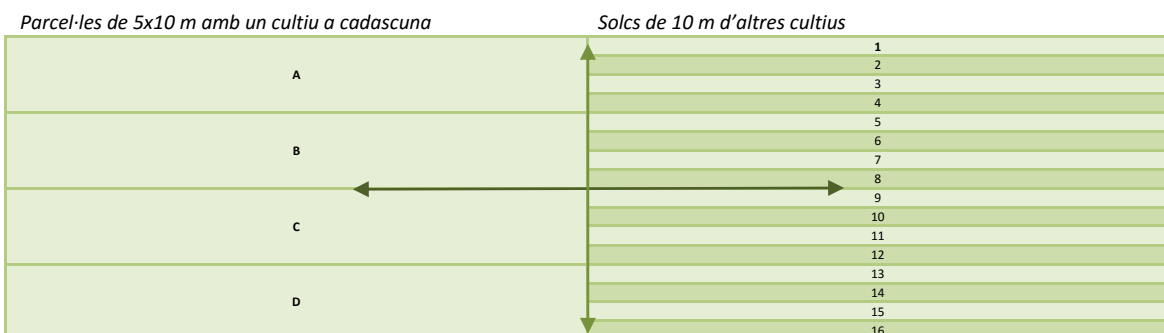 Parcel·les de 5x10 m amb un cultiu a cadascuna
Solcs de 10 m d’altres cultius
A
B
C
D
1
2
3
4
5
6
7
8
9
10
11
12
13
14
15
16